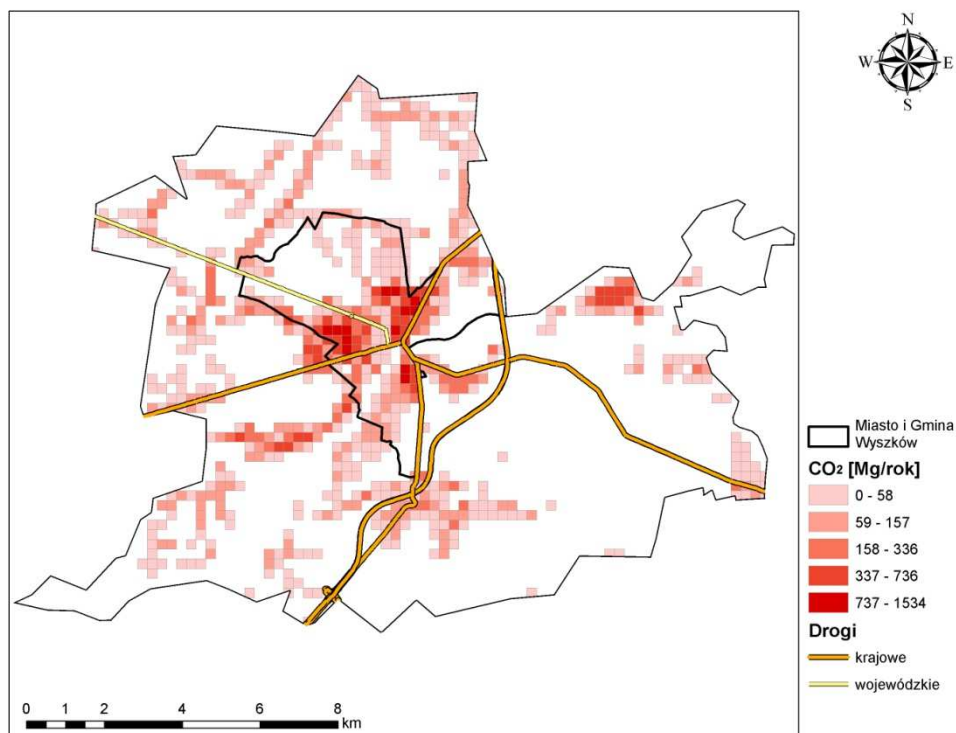 N
W E
S
Miasto i Gmina
Wyszków
CO2 [Mg/rok]
0 - 58
59 - 157
158 - 336
337 - 736
737 - 1534
Drogi
krajowe
wojewódzkie
0 1 2 4 6 8
km